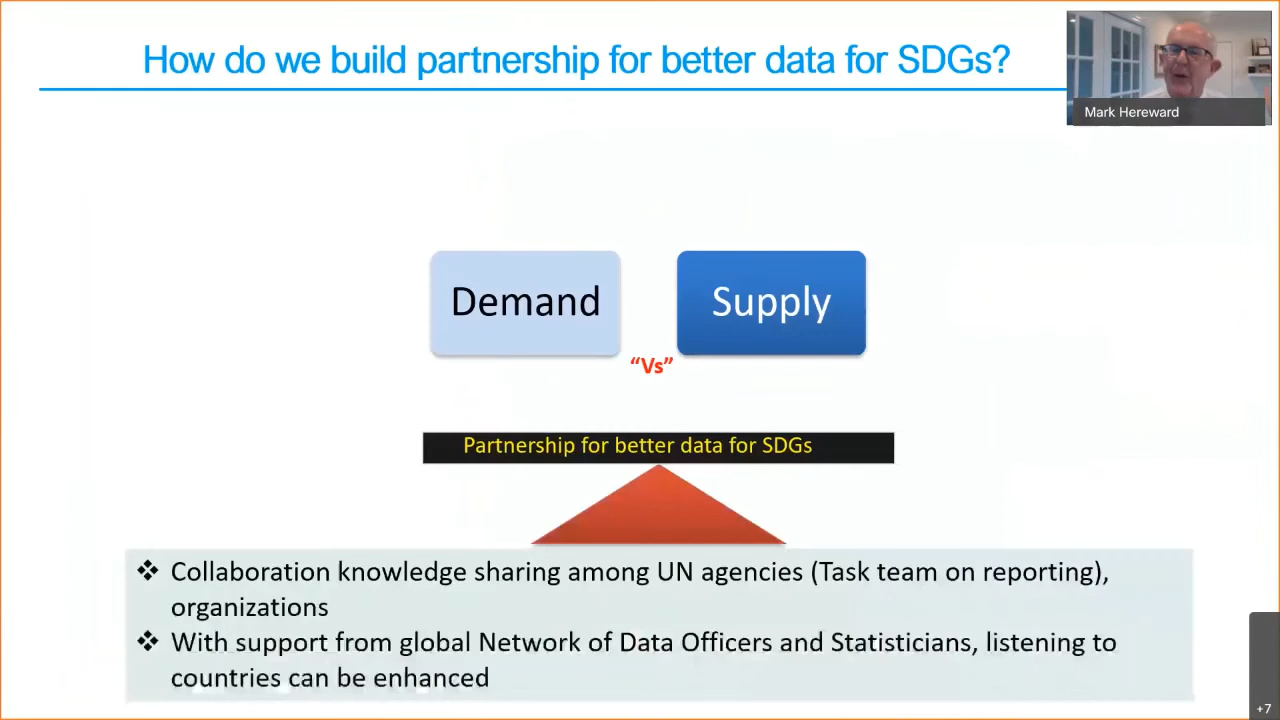 How do we build partnership for better data for SDGs?
Mark Hereward
Demand
Supply
“Vs”
Partnership for better data for SDGs
❖ Collaboration knowledge sharing among UN agencies (Task team on reporting),
organizations
❖ With support from global Network of Data Officers and Statisticians, listening to
countries can be enhanced
+7